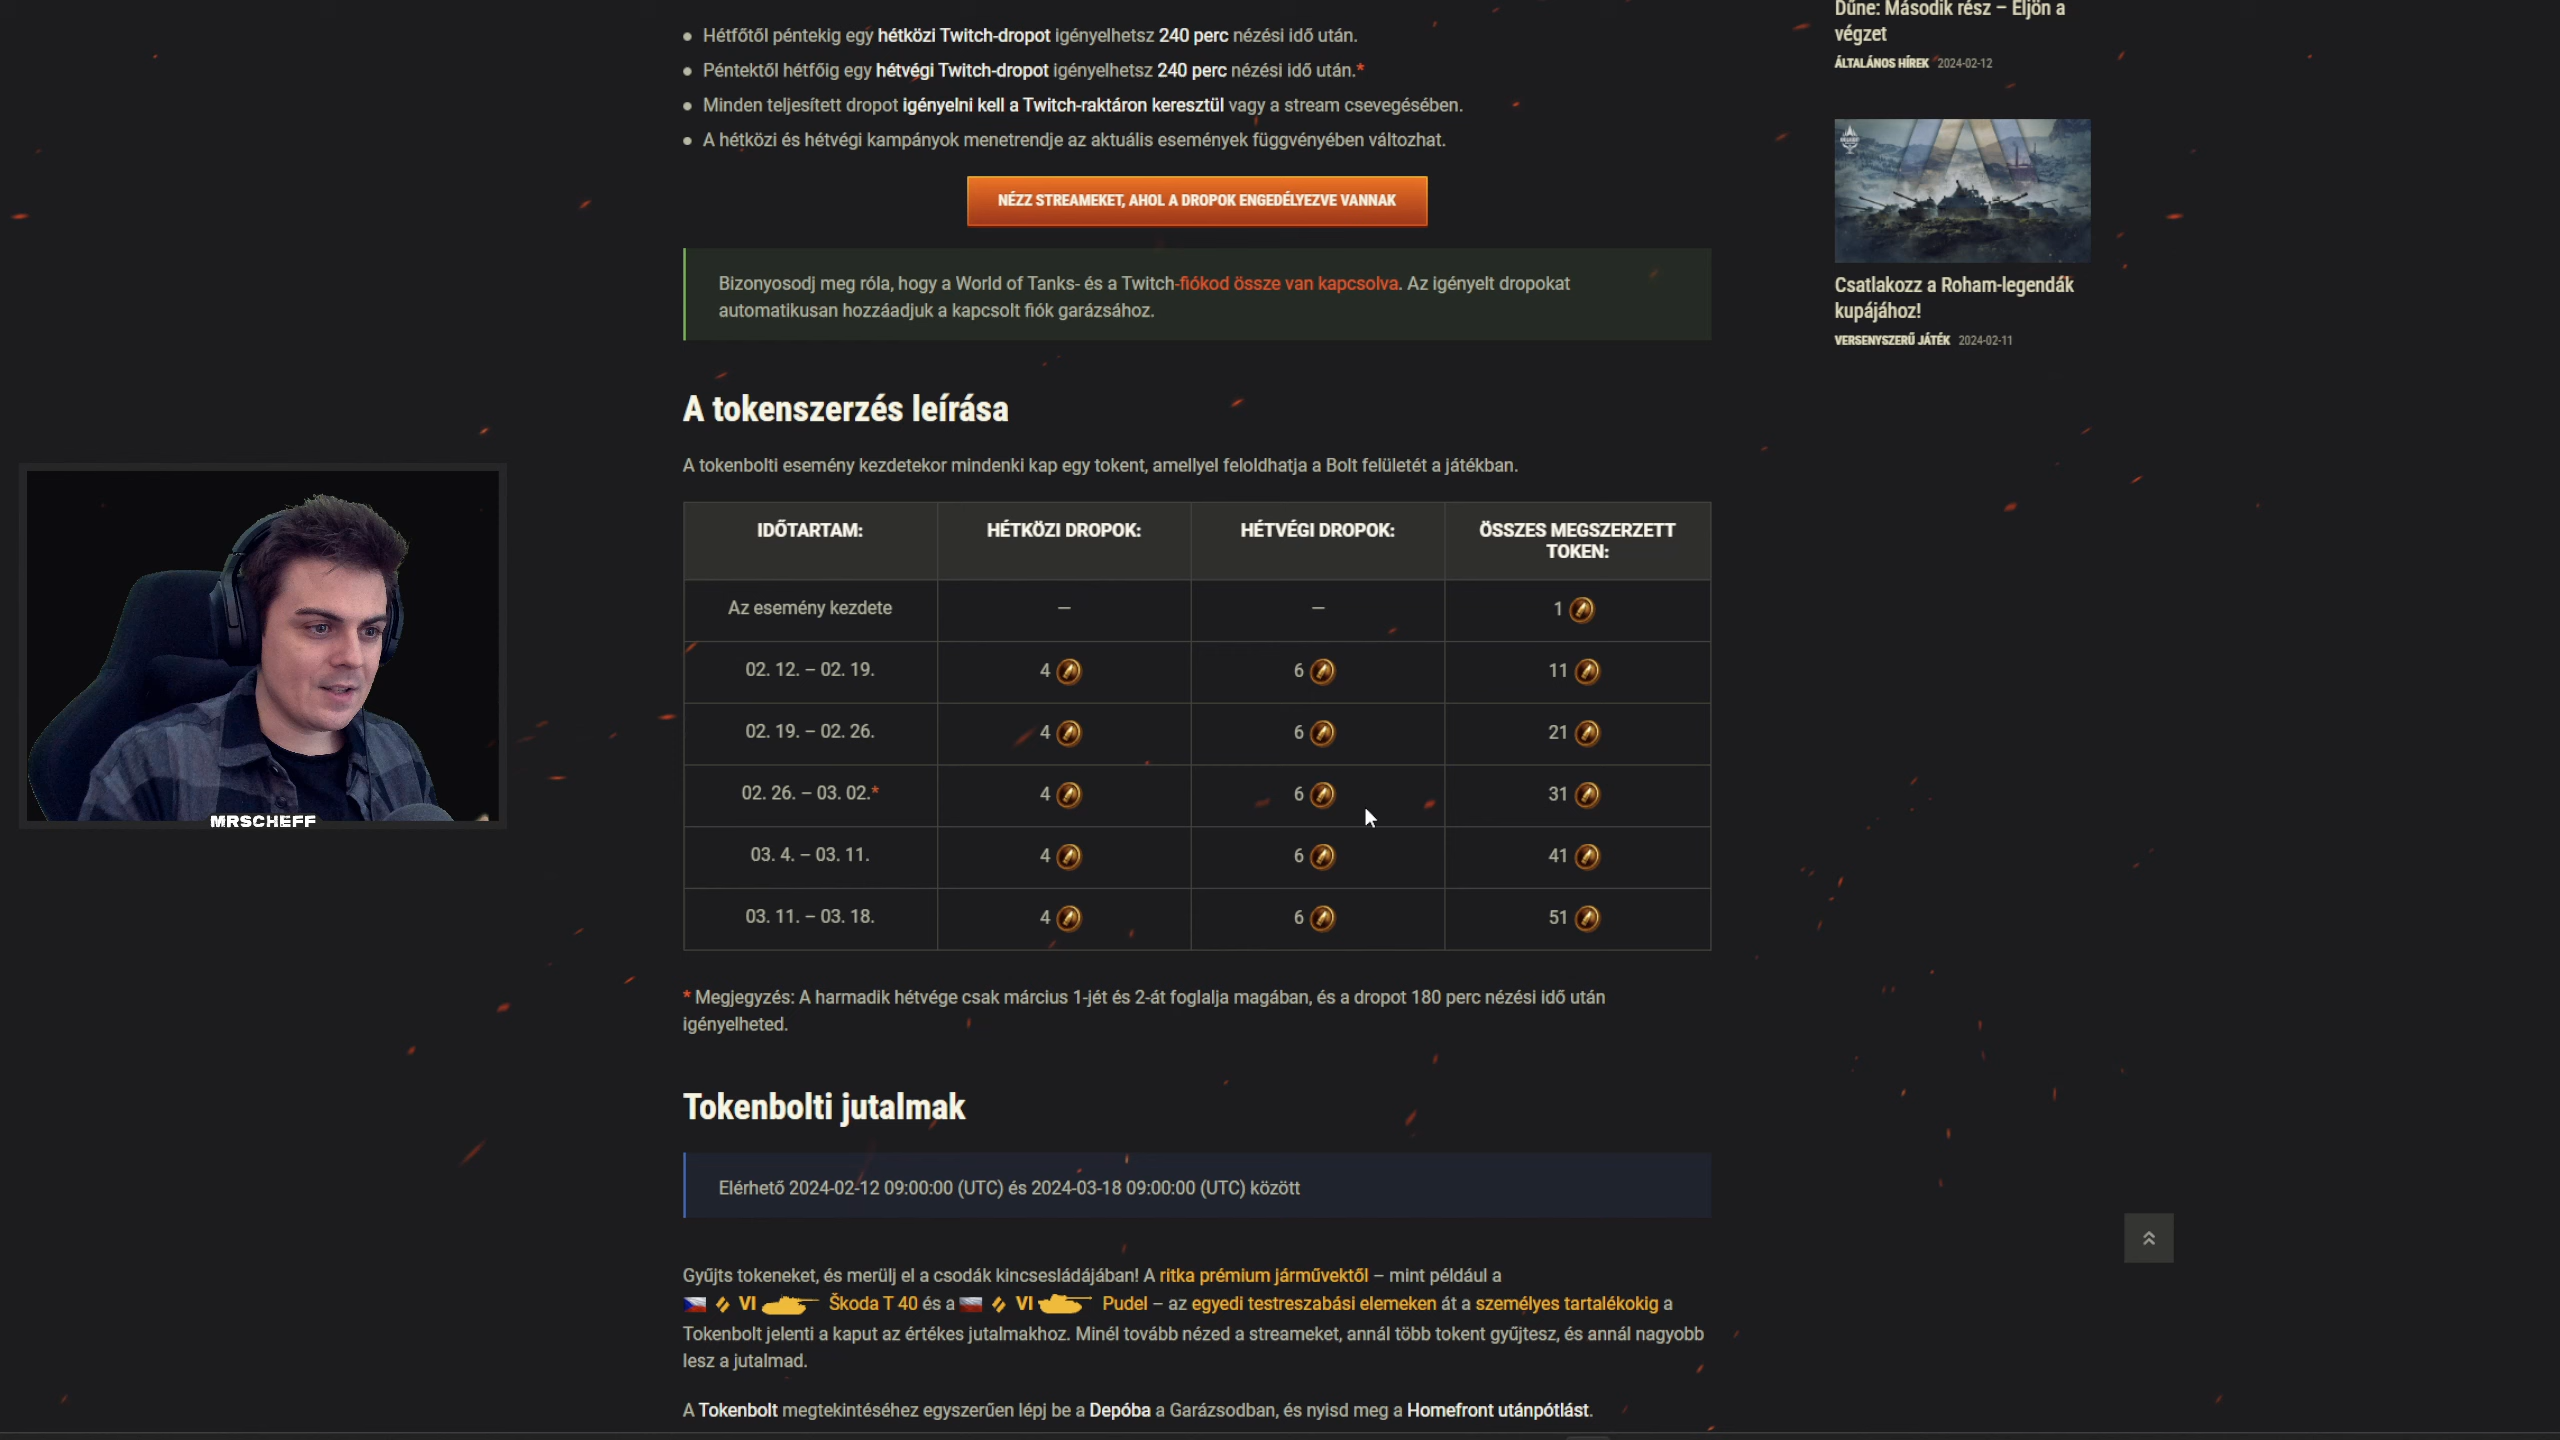 Hétfőtől péntekig egy hétközi Twitch-dropot igényelhetsz 240 perc nézési idő után.
Péntektől hétfőig egy hétvégi Twitch-dropot igényelhetsz 240 perc nézési idő után.*
Minden teljesített dropot igényelni kell a Twitch-raktáron keresztül vagy a stream csevegésében.
A hétközi és hétvégi kampányok menetrendje az aktuális események függvényében változhat.
NÉZZ STREAMEKET, AHOL A DROPOK ENGEDÉLYEZVE VANNAK
Bizonyosodj meg róla, hogy a World of Tanks- és a Twitch-fiókod össze van kapcsolva. Az igényelt dropokat
automatikusan hozzáadjuk a kapcsolt fiók garázsához.
A tokenszerzés leírása
A tokenbolti esemény kezdetekor mindenki kap egy tokent, amellyel feloldhatja a Bolt felületét a játékban.
IDŐTARTAM: HÉTKÖZI DROPOK: HÉTVÉGI DROPOK: ÖSSZES MEGSZERZETT
TOKEN:
Az esemény kezdete – – 1
02. 12. – 02. 19. 4 6 11
02. 19. – 02. 26. 4 6 21
02. 26. – 03. 02.* 4 6 31
03. 4. – 03. 11. 4 6 41
03. 11. – 03. 18. 4 6 51
* Megjegyzés: A harmadik hétvége csak március 1-jét és 2-át foglalja magában, és a dropot 180 perc nézési idő után
igényelheted.
Tokenbolti jutalmak
Elérhető 2024-02-12 09:00:00 (UTC) és 2024-03-18 09:00:00 (UTC) között
Gyűjts tokeneket, és merülj el a csodák kincsesládájában! A ritka prémium járművektől – mint például a
VI Škoda T 40 és a VI Pudel – az egyedi testreszabási elemeken át a személyes tartalékokig a
Tokenbolt jelenti a kaput az értékes jutalmakhoz. Minél tovább nézed a streameket, annál több tokent gyűjtesz, és annál nagyobb
lesz a jutalmad.
A Tokenbolt megtekintéséhez egyszerűen lépj be a Depóba a Garázsodban, és nyisd meg a Homefront utánpótlást.
Dűne: Második rész – Eljön a
végzet
ÁLTALÁNOS HÍREK 2024-02-12
Csatlakozz a Roham-legendák
kupájához!
VERSENYSZERŰ JÁTÉK 2024-02-11
MRSCHEFF